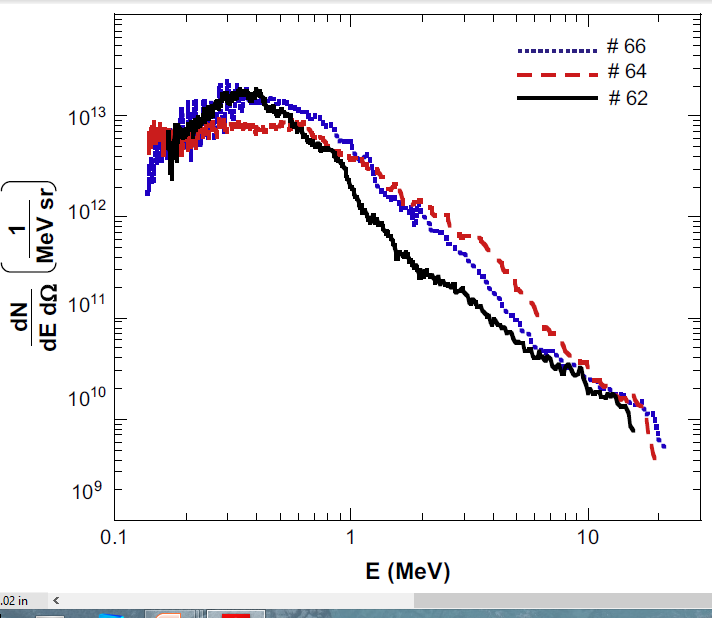 # 66
# 64
# 62
10¹³
10¹²
10¹¹
10¹⁰
10⁹
dN
dE dΩ
( 1
MeV sr )
0.1
1
10
E (MeV)
.02 in <